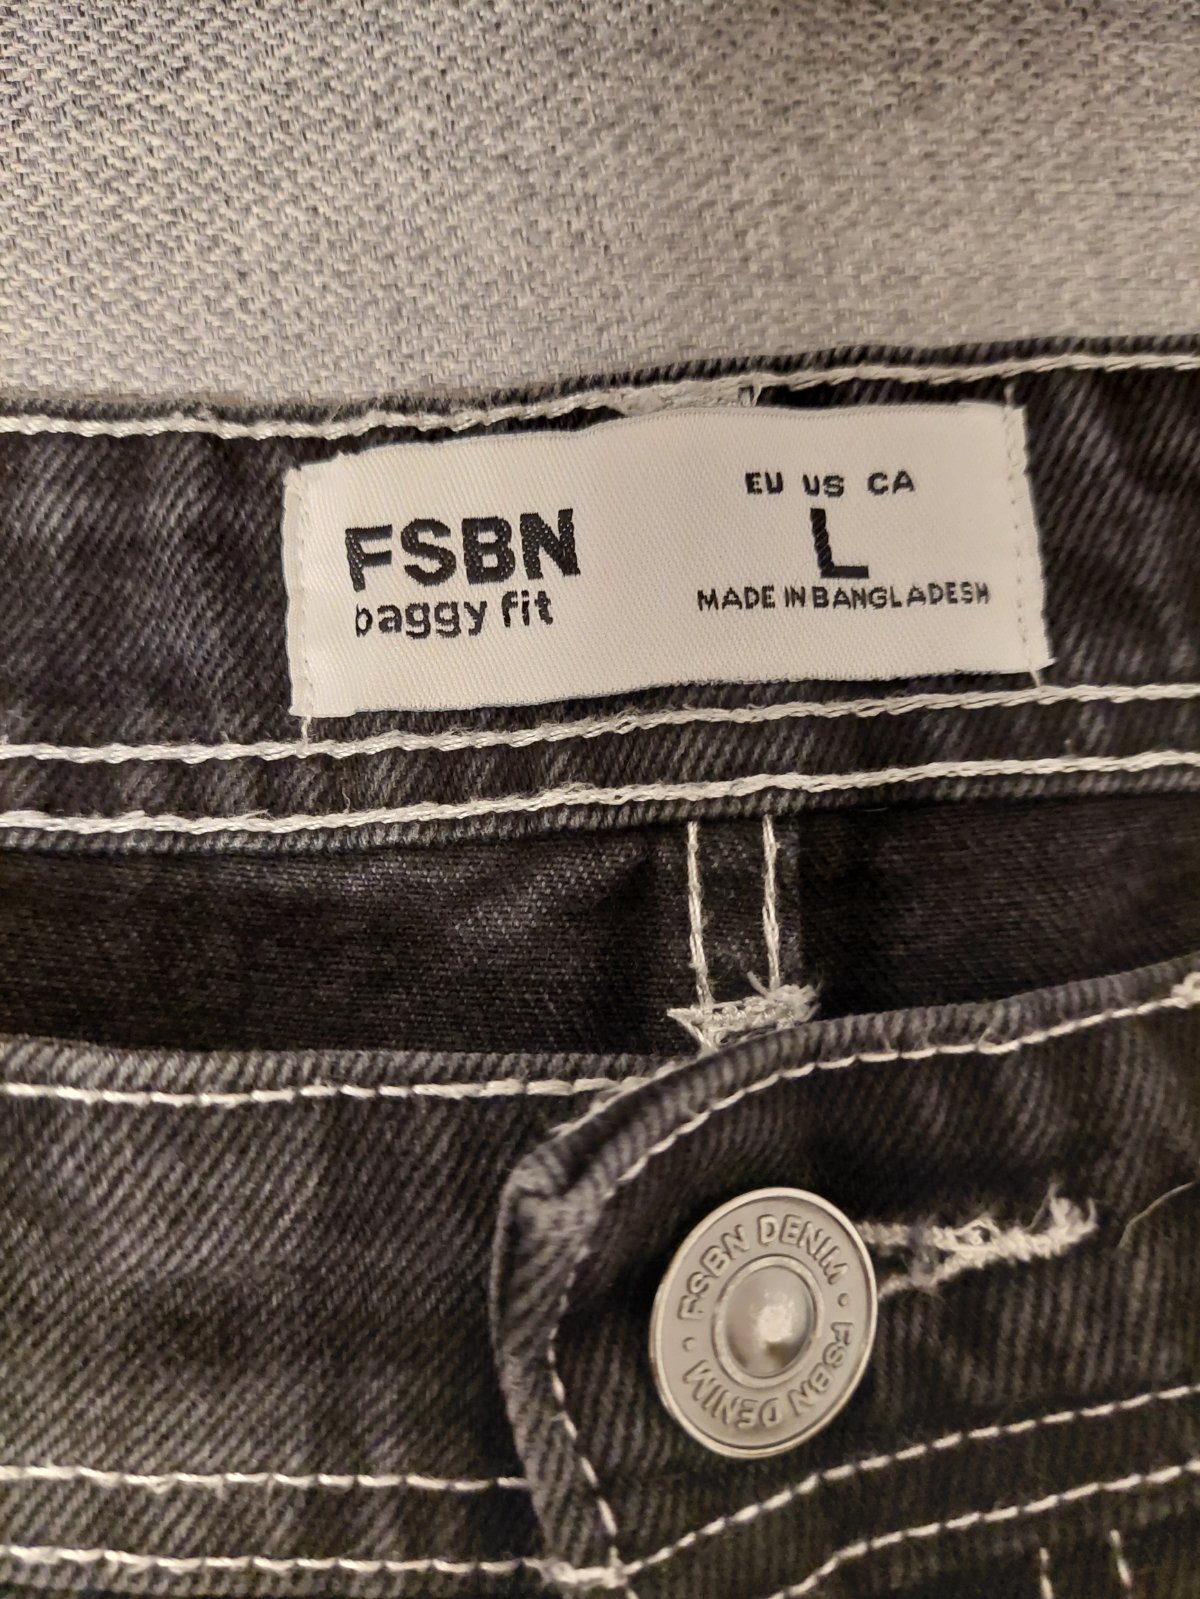 FSBN
baggy fit
EU US CA
L
MADE IN BANGLADESH
FSBN DENIM • FSBN DENIM •